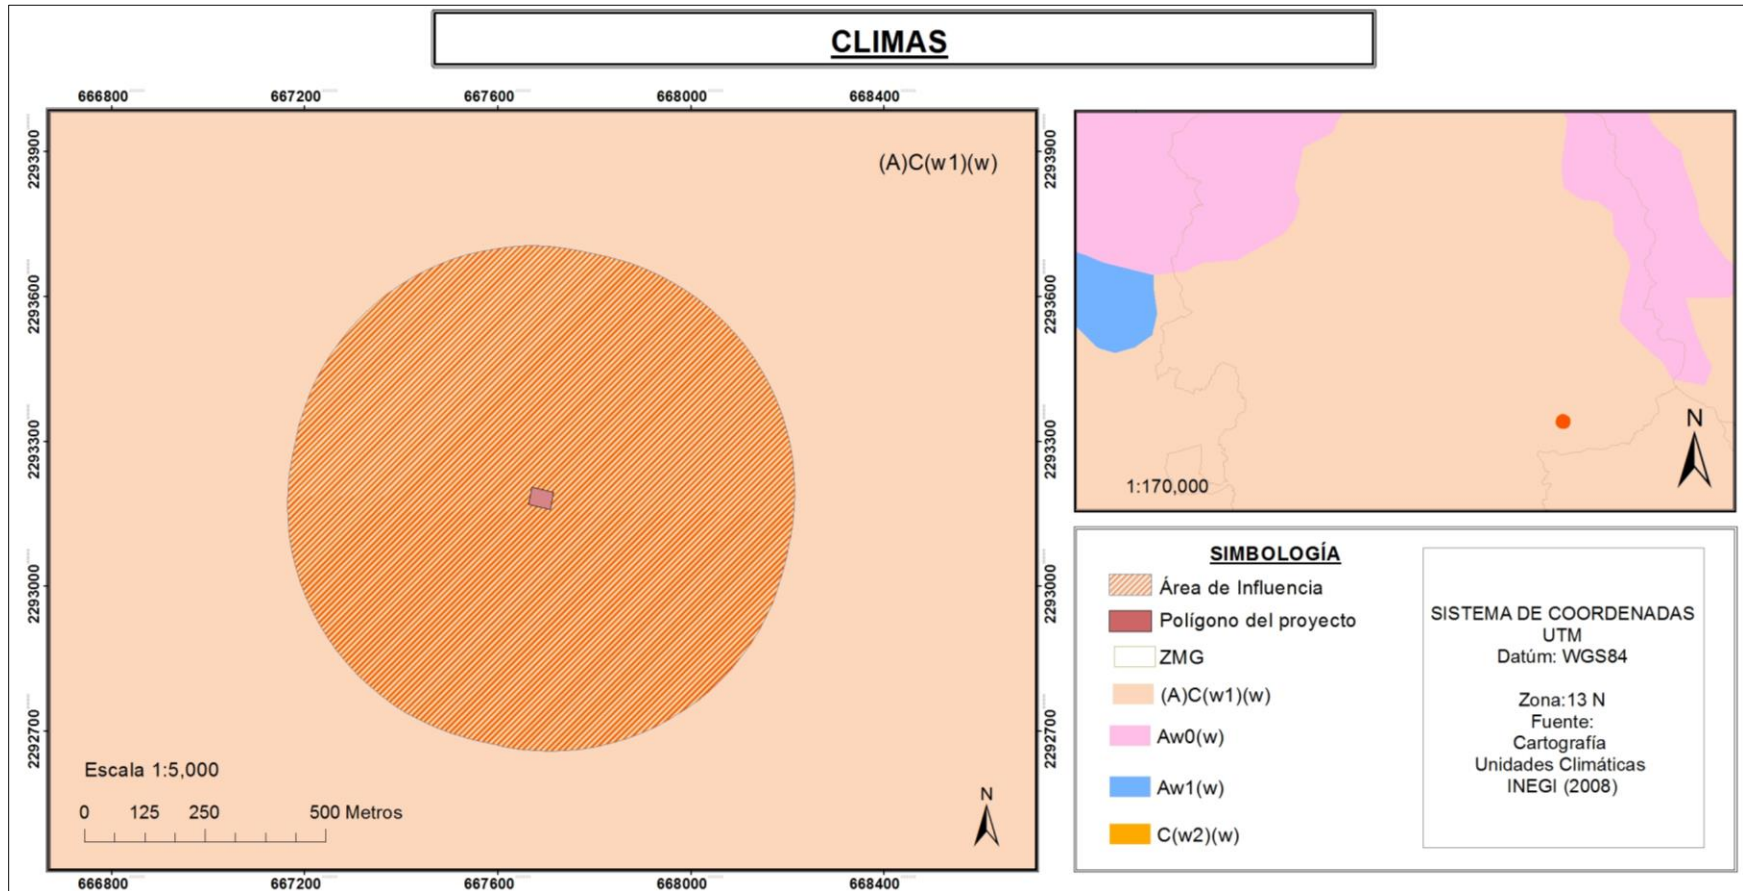 CLIMAS
666800 667200 667600 668000 668400
2293900
2293600
2293300
2293000
2292700
(A)C(w1)(w)
Escala 1:5,000
0 125 250 500 Metros
N
2293900
2293600
2293300
2293000
2292700
666800 667200 667600 668000 668400
1:170,000
N
SIMBOLOGÍA
Área de Influencia
Polígono del proyecto
ZMG
(A)C(w1)(w)
Aw0(w)
Aw1(w)
C(w2)(w)
SISTEMA DE COORDENADAS
UTM
Datúm: WGS84
Zona:13 N
Fuente:
Cartografía
Unidades Climáticas
INEGI (2008)